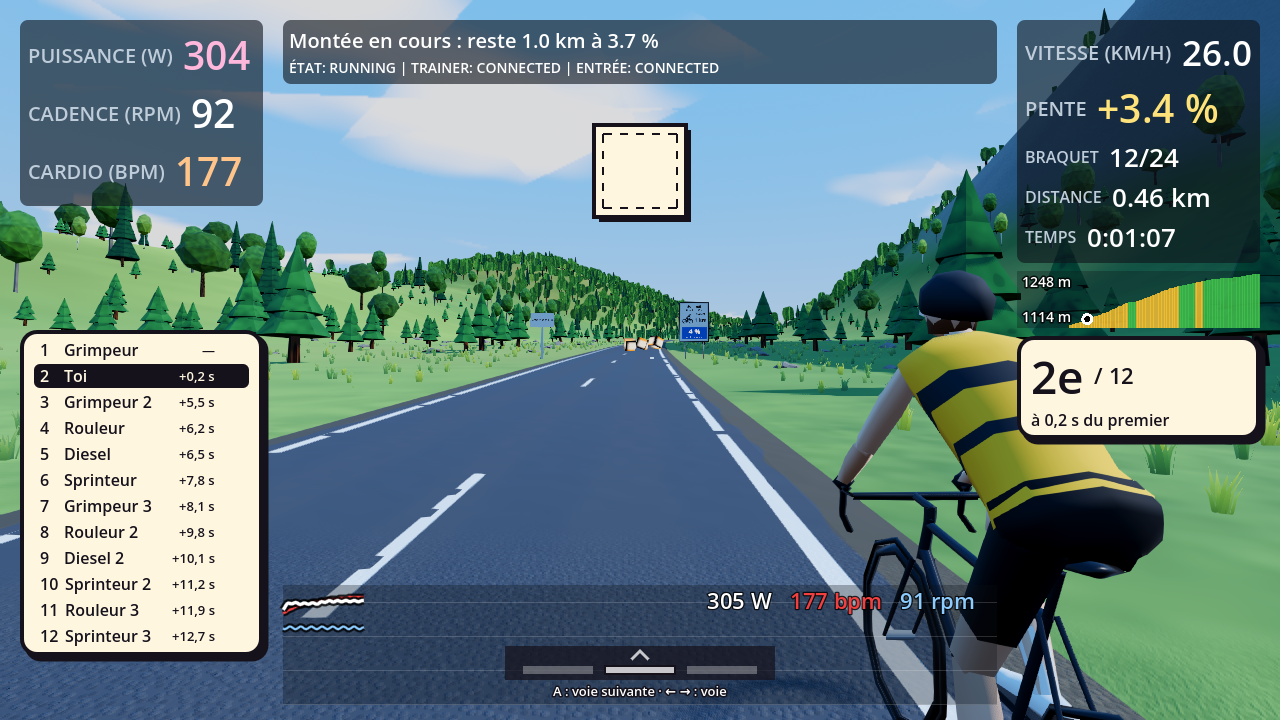 PUISSANCE (W) 304
CADENCE (RPM) 92
CARDIO (BPM) 177
Montée en cours : reste 1.0 km à 3.7 %
ÉTAT: RUNNING | TRAINER: CONNECTED | ENTRÉE: CONNECTED
VITESSE (KM/H) 26.0
PENTE +3.4 %
BRAQUET 12/24
DISTANCE 0.46 km
TEMPS 0:01:07
1248 m
1114 m
4 %
1 Grimpeur —
2 Toi +0,2 s
3 Grimpeur 2 +5,5 s
4 Rouleur +6,2 s
5 Diesel +6,5 s
6 Sprinteur +7,8 s
7 Grimpeur 3 +8,1 s
8 Rouleur 2 +9,8 s
9 Diesel 2 +10,1 s
10 Sprinteur 2 +11,2 s
11 Rouleur 3 +11,9 s
12 Sprinteur 3 +12,7 s
2e / 12
à 0,2 s du premier
305 W 177 bpm 91 rpm
A : voie suivante · ← → : voie